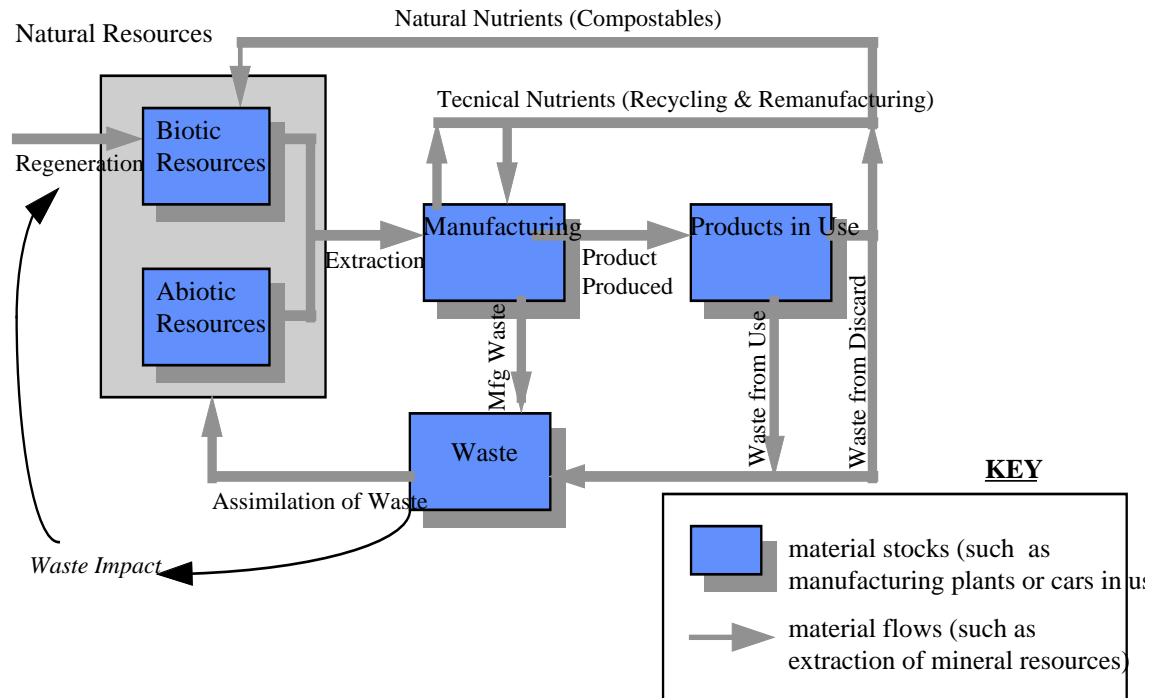 Natural Nutrients (Compostables)
Natural Resources
Tecnical Nutrients (Recycling & Remanufacturing)
Biotic
Resources
Regeneration
Manufacturing
Products in Use
Extraction
Product
Produced
Abiotic
Resources
Mfg Waste
Waste from Use
Waste from Discard
Waste
Assimilation of Waste
Waste Impact
KEY
material stocks (such as
manufacturing plants or cars in us
material flows (such as
extraction of mineral resources)